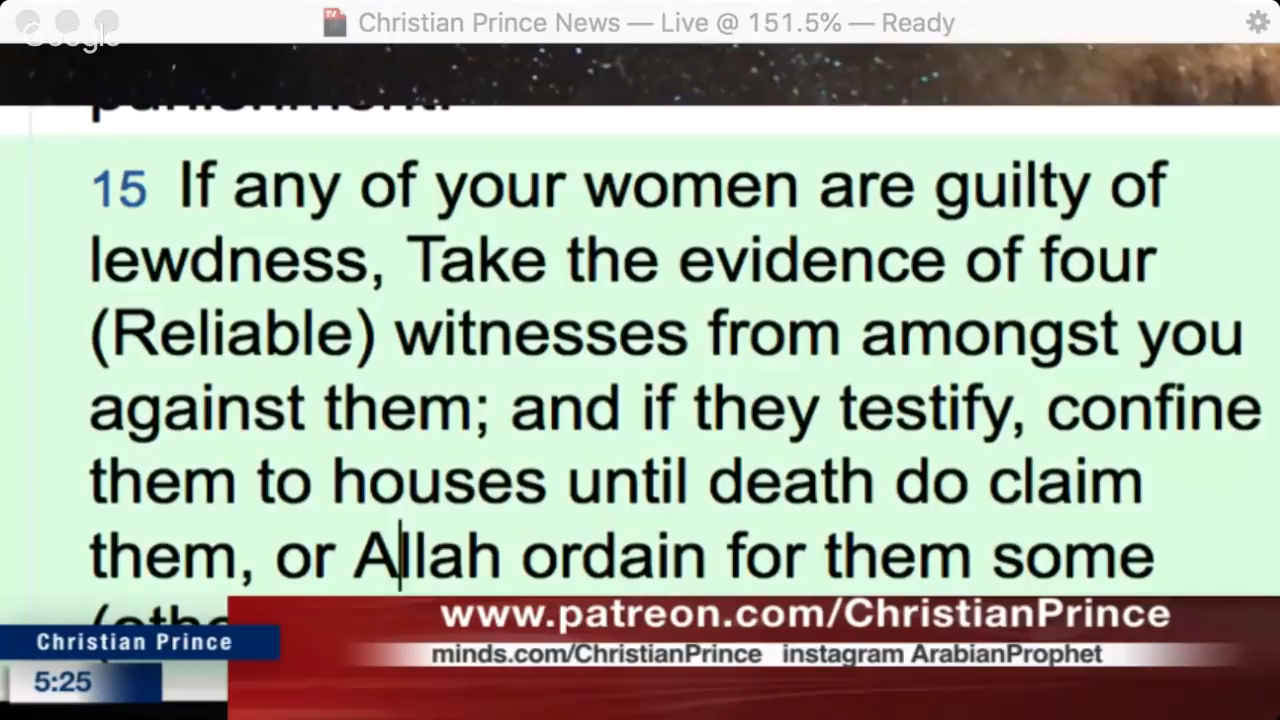 Christian Prince News — Live @ 151.5% — Ready
Google
punishment.
15 If any of your women are guilty of
lewdness, Take the evidence of four
(Reliable) witnesses from amongst you
against them; and if they testify, confine
them to houses until death do claim
them, or Allah ordain for them some
www.patreon.com/ChristianPrince
Christian Prince
minds.com/ChristianPrince instagram ArabianProphet
5:25